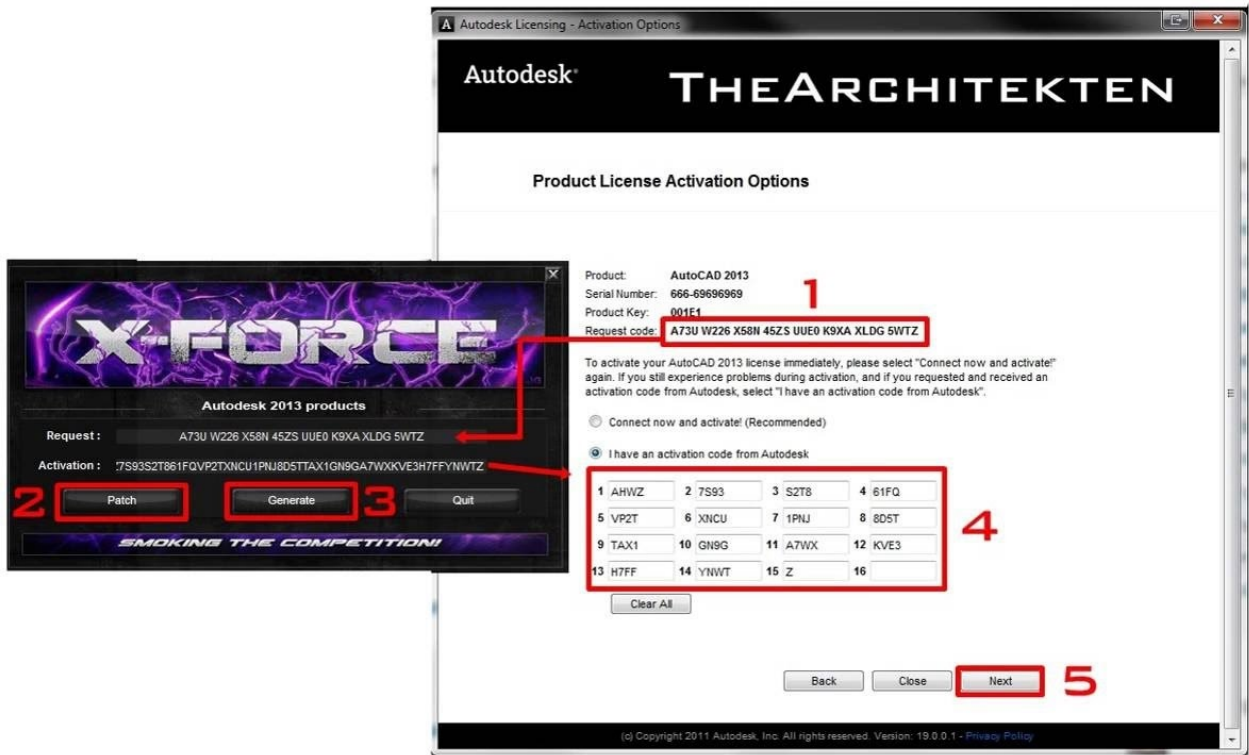 Autodesk Licensing - Activation Options
Autodesk
THEARCHITEKTEN
Product License Activation Options
Product: AutoCAD 2013
Serial Number: 666-69696969
Product Key: 001E1
Request code: A73U W226 X58N 45ZS UUE0 K9XA XLDG 5WTZ
1
To activate your AutoCAD 2013 license immediately, please select "Connect now and activate!"
again. If you still experience problems during activation, and if you requested and received an
activation code from Autodesk, select "I have an activation code from Autodesk".
Connect now and activate! (Recommended)
I have an activation code from Autodesk
1 AHWZ 2 7S93 3 S2T8 4 61FQ
5 VP2T 6 XNCU 7 1PNJ 8 8D5T
9 TAX1 10 GN9G 11 A7WX 12 KVE3
13 H7FF 14 YNWT 15 Z 16
4
Clear All
Back Close Next
5
(c) Copyright 2011 Autodesk, Inc. All rights reserved. Version: 19.0.0.1 - Privacy Policy
X-FORCE
Autodesk 2013 products
Request : A73U W226 X58N 45ZS UUE0 K9XA XLDG 5WTZ
Activation : 7S93S2T861FQVP2TXNCU1PNJ8D5TTAX1GN9GA7WXKVE3H7FFYNWTZ
2 Patch Generate 3 Quit
SMOKING THE COMPETITION!